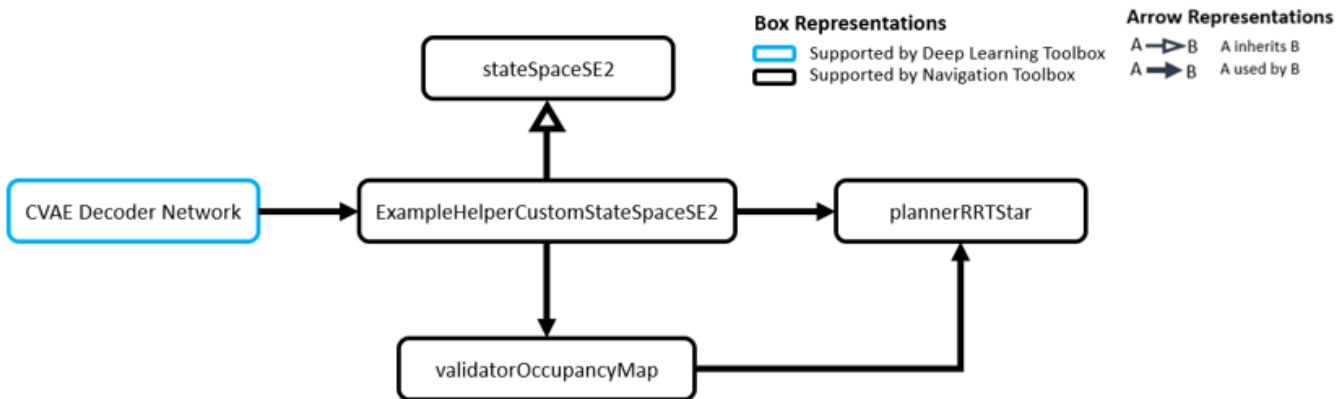 Box Representations
Supported by Deep Learning Toolbox
Supported by Navigation Toolbox
Arrow Representations
A B A inherits B
A B A used by B
stateSpaceSE2
CVAE Decoder Network
ExampleHelperCustomStateSpaceSE2
plannerRRTStar
validatorOccupancyMap